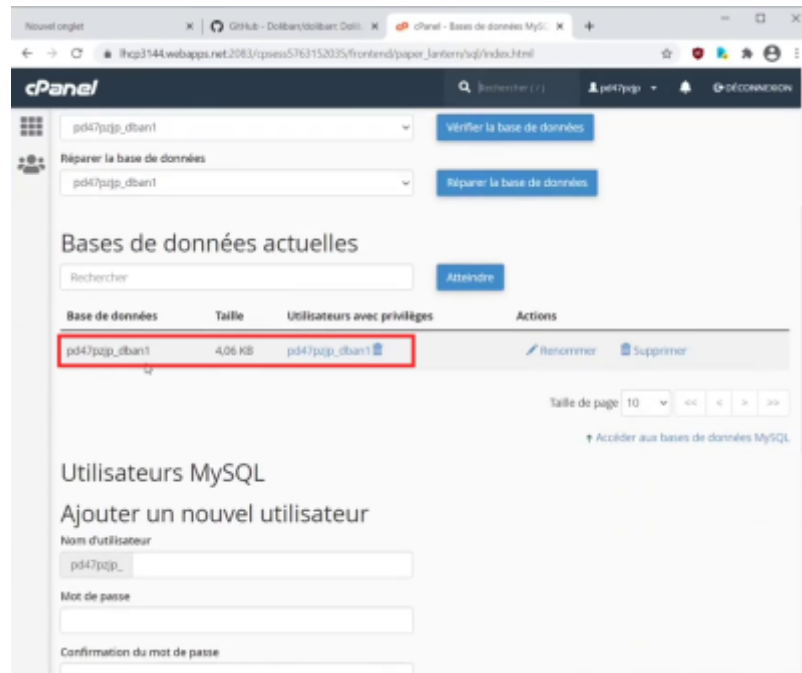 Nouvel onglet
GitHub - Dolibarr/dolibarr: Dolib
cPanel - Bases de données MySQ
lhcp3144.webapps.net:2083/cpsess5763152035/frontend/paper_lantern/sql/index.html
cPanel
Rechercher ( / )
pd47pzjp
DÉCONNEXION
pd47pzjp_dban1
Vérifier la base de données
Réparer la base de données
pd47pzjp_dban1
Réparer la base de données
Bases de données actuelles
Rechercher
Atteindre
Base de données Taille Utilisateurs avec privilèges Actions
pd47pzjp_dban1 4,06 KB pd47pzjp_dban1 Renommer Supprimer
Taille de page 10 << < > >>
Accéder aux bases de données MySQL
Utilisateurs MySQL
Ajouter un nouvel utilisateur
Nom d'utilisateur
pd47pzjp_
Mot de passe
Confirmation du mot de passe